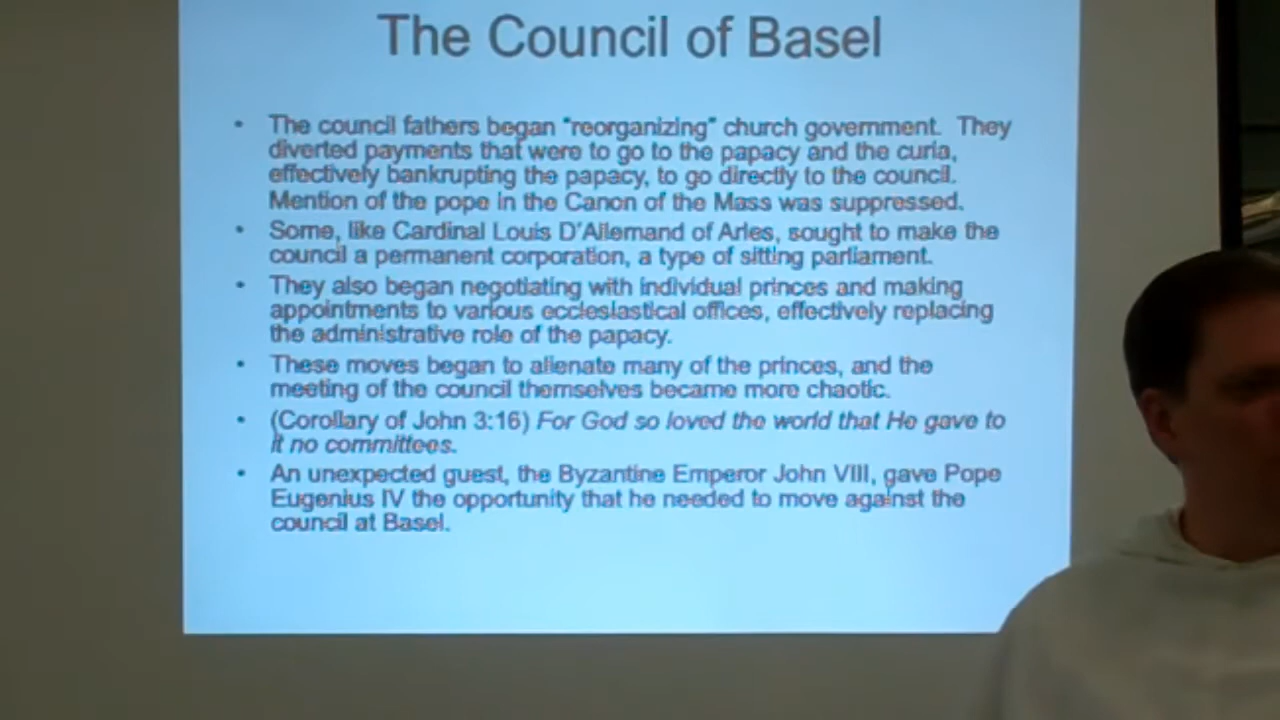 The Council of Basel
• The council fathers began "reorganizing" church government. They
diverted payments that were to go to the papacy and the curia,
effectively bankrupting the papacy, to go directly to the council.
Mention of the pope in the Canon of the Mass was suppressed.
• Some, like Cardinal Louis D'Allemand of Arles, sought to make the
council a permanent corporation, a type of sitting parliament.
• They also began negotiating with individual princes and making
appointments to various ecclesiastical offices, effectively replacing
the administrative role of the papacy.
• These moves began to alienate many of the princes, and the
meeting of the council themselves became more chaotic.
• (Corollary of John 3:16) For God so loved the world that He gave to
it no committees.
• An unexpected guest, the Byzantine Emperor John VIII, gave Pope
Eugenius IV the opportunity that he needed to move against the
council at Basel.